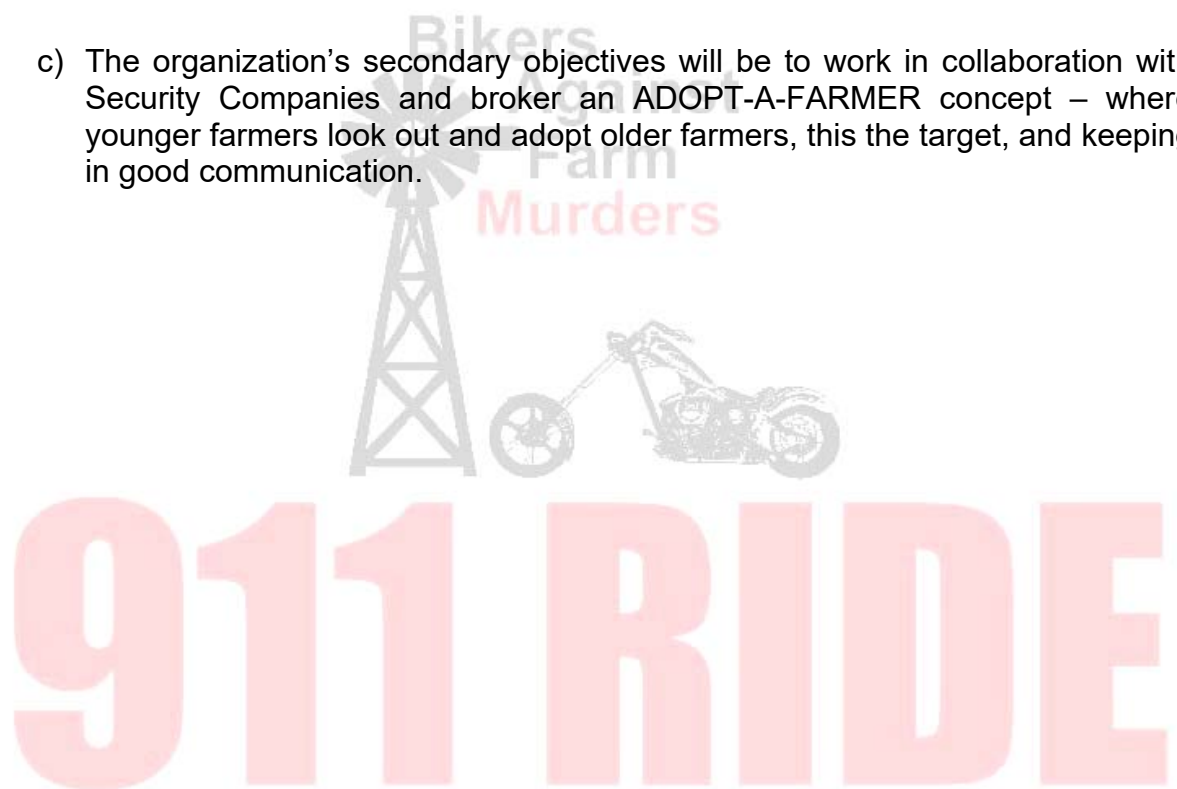 Bikers
c) The organization's secondary objectives will be to work in collaboration wit
Against
Security Companies and broker an ADOPT-A-FARMER concept – where
younger farmers look out and adopt older farmers, this the target, and keeping
Farm
in good communication.
Murders
911 RIDE